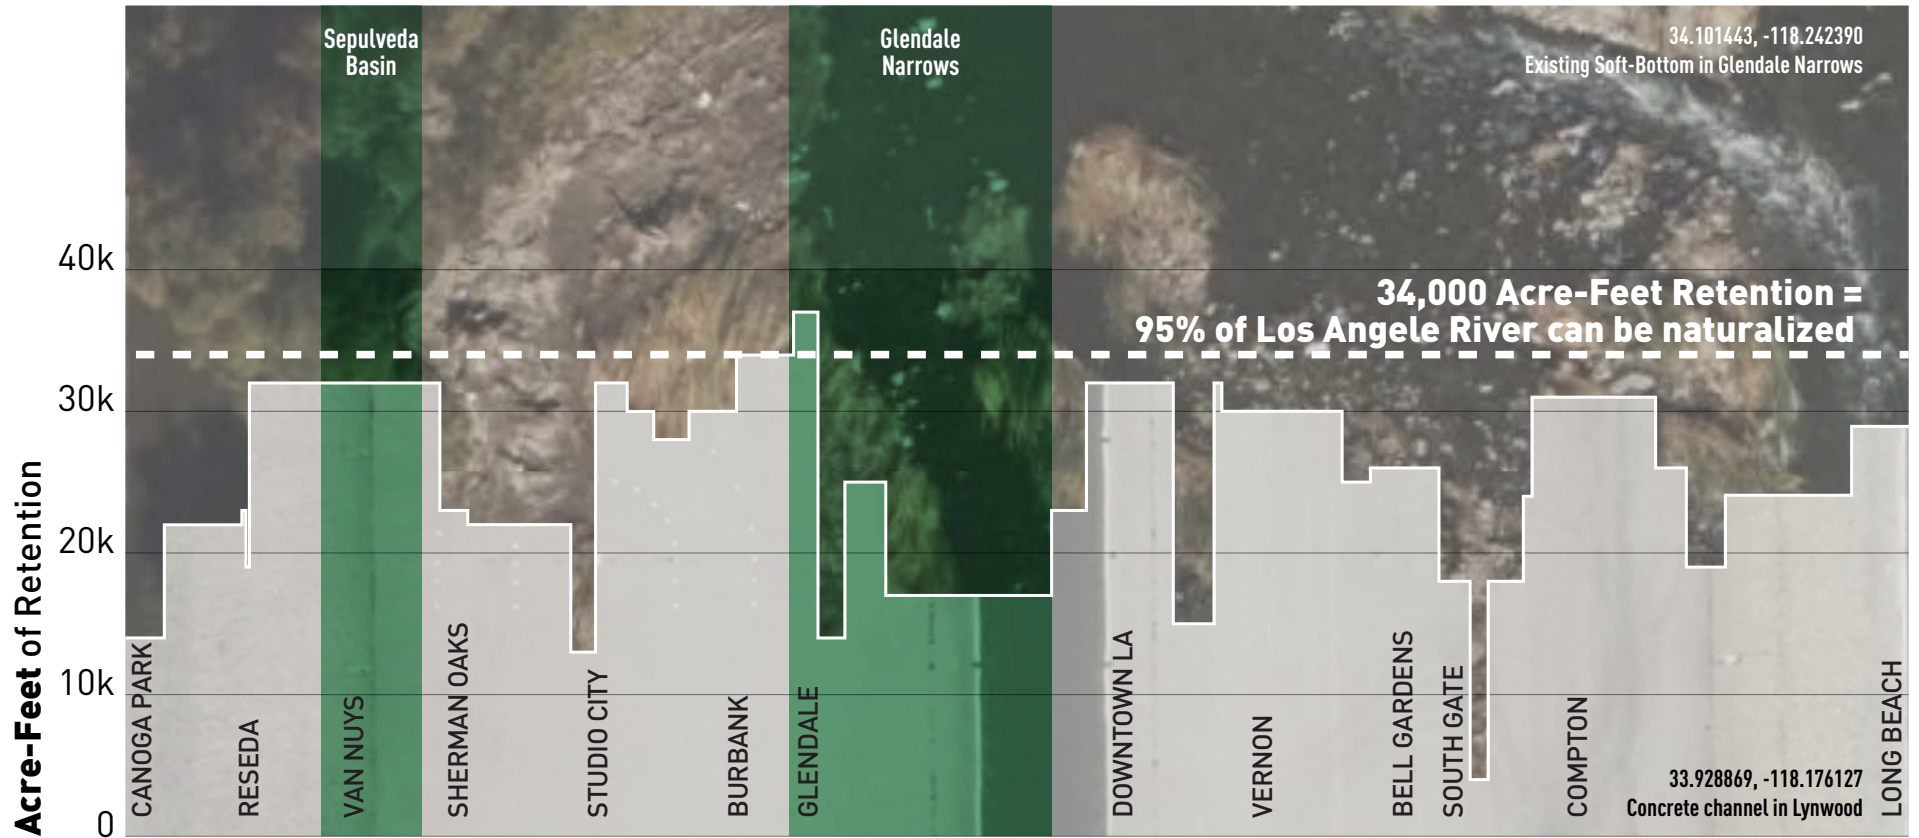 Sepulveda
Basin
Glendale
Narrows
34.101443, -118.242390
Existing Soft-Bottom in Glendale Narrows
34,000 Acre-Feet Retention =
95% of Los Angele River can be naturalized
Acre-Feet of Retention
40k
30k
20k
10k
0
CANOGA PARK
RESEDA
VAN NUYS
SHERMAN OAKS
STUDIO CITY
BURBANK
GLENDALE
DOWNTOWN LA
VERNON
BELL GARDENS
SOUTH GATE
COMPTON
LONG BEACH
33.928869, -118.176127
Concrete channel in Lynwood